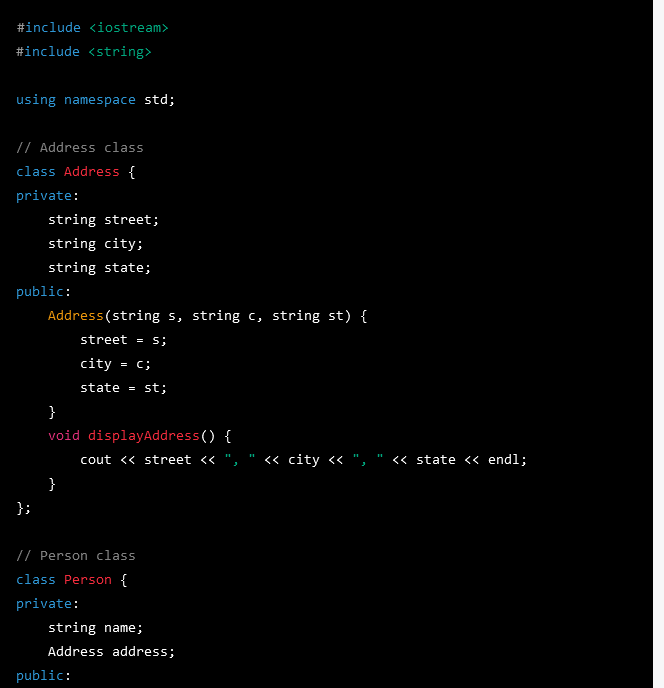 #include <iostream>
#include <string>

using namespace std;

// Address class
class Address {
private:
    string street;
    string city;
    string state;
public:
    Address(string s, string c, string st) {
        street = s;
        city = c;
        state = st;
    }
    void displayAddress() {
        cout << street << ", " << city << ", " << state << endl;
    }
};

// Person class
class Person {
private:
    string name;
    Address address;
public: